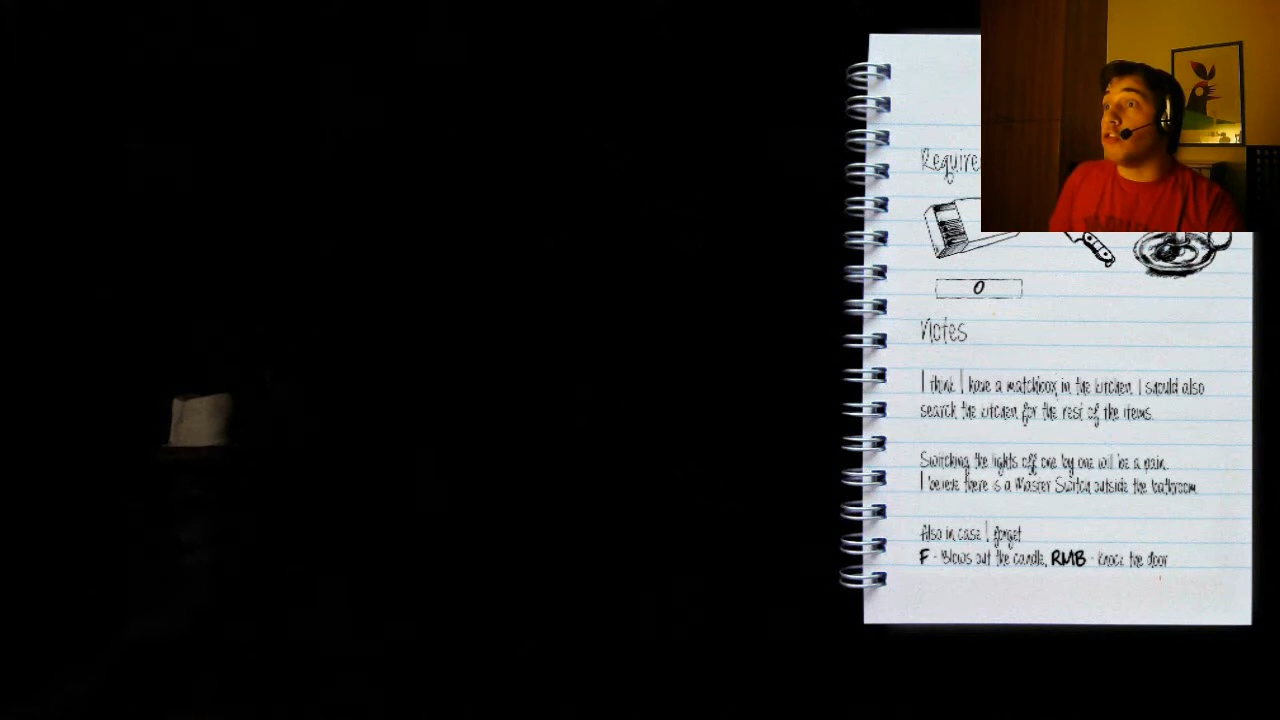 Require
0
Notes
I think I have a matchbox in the kitchen. I should also
search the kitchen for the rest of the items.
Switching the lights off one by one will be a pain.
I believe there is a Master Switch outside the bathroom
Also in case I forget
F - Blows out the candle, RMB - Knock the door